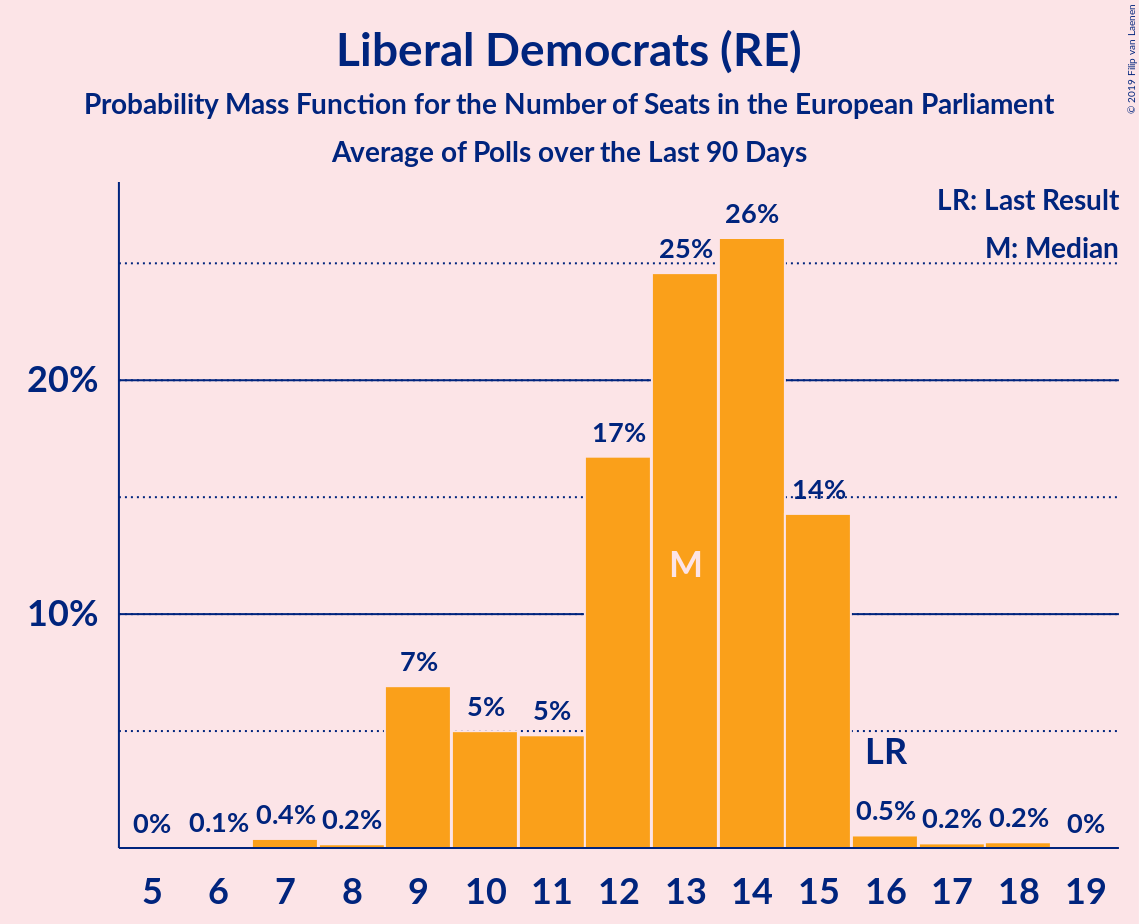 Liberal Democrats (RE)
Probability Mass Function for the Number of Seats in the European Parliament
Average of Polls over the Last 90 Days
© 2019 Filip van Laenen
LR: Last Result
M: Median
26%
25%
20%
17%
14%
M
10%
7%
5%
5%
LR
0%
0.1%
0.4%
0.2%
0.5%
0.2%
0.2%
0%
5 6 7 8 9 10 11 12 13 14 15 16 17 18 19